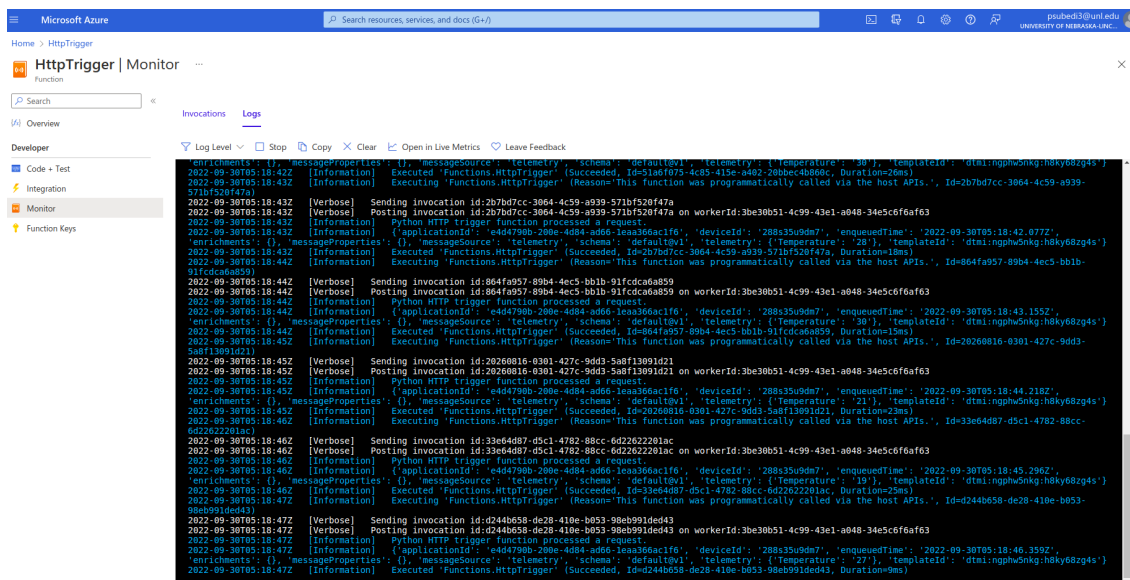 Microsoft Azure
Search resources, services, and docs (G+/)
psubedi3@unl.edu
UNIVERSITY OF NEBRASKA-LINC...
Home > HttpTrigger
HttpTrigger | Monitor ...
Function
Search
Overview
Developer
Code + Test
Integration
Monitor
Function Keys
Invocations Logs
Log Level Stop Copy Clear Open in Live Metrics Leave Feedback
'enrichments': {}, 'messageProperties': {}, 'messageSource': 'telemetry', 'schema': 'default@v1', 'telemetry': {'Temperature': '30'}, 'templateId': 'dtmi:ngphw5nkg:h8ky68zg4s'}
2022-09-30T05:18:42Z [Information] Executed 'Functions.HttpTrigger' (Succeeded, Id=51a6f075-4c85-415e-a402-20bbec4b860c, Duration=26ms)
2022-09-30T05:18:43Z [Information] Executing 'Functions.HttpTrigger' (Reason='This function was programmatically called via the host APIs.', Id=2b7bd7cc-3064-4c59-a939-
571bf520f47a)
2022-09-30T05:18:43Z [Verbose] Sending invocation id:2b7bd7cc-3064-4c59-a939-571bf520f47a
2022-09-30T05:18:43Z [Verbose] Posting invocation id:2b7bd7cc-3064-4c59-a939-571bf520f47a on workerId:3be30b51-4c99-43e1-a048-34e5c6f6af63
2022-09-30T05:18:43Z [Information] Python HTTP trigger function processed a request.
2022-09-30T05:18:43Z [Information] {'applicationId': 'e4d4790b-200e-4d84-ad66-1eaa366ac1f6', 'deviceId': '288s35u9dm7', 'enqueuedTime': '2022-09-30T05:18:42.077Z',
'enrichments': {}, 'messageProperties': {}, 'messageSource': 'telemetry', 'schema': 'default@v1', 'telemetry': {'Temperature': '28'}, 'templateId': 'dtmi:ngphw5nkg:h8ky68zg4s'}
2022-09-30T05:18:43Z [Information] Executed 'Functions.HttpTrigger' (Succeeded, Id=2b7bd7cc-3064-4c59-a939-571bf520f47a, Duration=18ms)
2022-09-30T05:18:44Z [Information] Executing 'Functions.HttpTrigger' (Reason='This function was programmatically called via the host APIs.', Id=864fa957-89b4-4ec5-bb1b-
91fcdca6a859)
2022-09-30T05:18:44Z [Verbose] Sending invocation id:864fa957-89b4-4ec5-bb1b-91fcdca6a859
2022-09-30T05:18:44Z [Verbose] Posting invocation id:864fa957-89b4-4ec5-bb1b-91fcdca6a859 on workerId:3be30b51-4c99-43e1-a048-34e5c6f6af63
2022-09-30T05:18:44Z [Information] Python HTTP trigger function processed a request.
2022-09-30T05:18:44Z [Information] {'applicationId': 'e4d4790b-200e-4d84-ad66-1eaa366ac1f6', 'deviceId': '288s35u9dm7', 'enqueuedTime': '2022-09-30T05:18:43.155Z',
'enrichments': {}, 'messageProperties': {}, 'messageSource': 'telemetry', 'schema': 'default@v1', 'telemetry': {'Temperature': '30'}, 'templateId': 'dtmi:ngphw5nkg:h8ky68zg4s'}
2022-09-30T05:18:44Z [Information] Executed 'Functions.HttpTrigger' (Succeeded, Id=864fa957-89b4-4ec5-bb1b-91fcdca6a859, Duration=15ms)
2022-09-30T05:18:45Z [Information] Executing 'Functions.HttpTrigger' (Reason='This function was programmatically called via the host APIs.', Id=20260816-0301-427c-9dd3-
5a8f13091d21)
2022-09-30T05:18:45Z [Verbose] Sending invocation id:20260816-0301-427c-9dd3-5a8f13091d21
2022-09-30T05:18:45Z [Verbose] Posting invocation id:20260816-0301-427c-9dd3-5a8f13091d21 on workerId:3be30b51-4c99-43e1-a048-34e5c6f6af63
2022-09-30T05:18:45Z [Information] Python HTTP trigger function processed a request.
2022-09-30T05:18:45Z [Information] {'applicationId': 'e4d4790b-200e-4d84-ad66-1eaa366ac1f6', 'deviceId': '288s35u9dm7', 'enqueuedTime': '2022-09-30T05:18:44.218Z',
'enrichments': {}, 'messageProperties': {}, 'messageSource': 'telemetry', 'schema': 'default@v1', 'telemetry': {'Temperature': '21'}, 'templateId': 'dtmi:ngphw5nkg:h8ky68zg4s'}
2022-09-30T05:18:45Z [Information] Executed 'Functions.HttpTrigger' (Succeeded, Id=20260816-0301-427c-9dd3-5a8f13091d21, Duration=23ms)
2022-09-30T05:18:46Z [Information] Executing 'Functions.HttpTrigger' (Reason='This function was programmatically called via the host APIs.', Id=33e64d87-d5c1-4782-88cc-
6d22622201ac)
2022-09-30T05:18:46Z [Verbose] Sending invocation id:33e64d87-d5c1-4782-88cc-6d22622201ac
2022-09-30T05:18:46Z [Verbose] Posting invocation id:33e64d87-d5c1-4782-88cc-6d22622201ac on workerId:3be30b51-4c99-43e1-a048-34e5c6f6af63
2022-09-30T05:18:46Z [Information] Python HTTP trigger function processed a request.
2022-09-30T05:18:46Z [Information] {'applicationId': 'e4d4790b-200e-4d84-ad66-1eaa366ac1f6', 'deviceId': '288s35u9dm7', 'enqueuedTime': '2022-09-30T05:18:45.296Z',
'enrichments': {}, 'messageProperties': {}, 'messageSource': 'telemetry', 'schema': 'default@v1', 'telemetry': {'Temperature': '19'}, 'templateId': 'dtmi:ngphw5nkg:h8ky68zg4s'}
2022-09-30T05:18:46Z [Information] Executed 'Functions.HttpTrigger' (Succeeded, Id=33e64d87-d5c1-4782-88cc-6d22622201ac, Duration=25ms)
2022-09-30T05:18:47Z [Information] Executing 'Functions.HttpTrigger' (Reason='This function was programmatically called via the host APIs.', Id=d244b658-de28-410e-b053-
98eb991ded43)
2022-09-30T05:18:47Z [Verbose] Sending invocation id:d244b658-de28-410e-b053-98eb991ded43
2022-09-30T05:18:47Z [Verbose] Posting invocation id:d244b658-de28-410e-b053-98eb991ded43 on workerId:3be30b51-4c99-43e1-a048-34e5c6f6af63
2022-09-30T05:18:47Z [Information] Python HTTP trigger function processed a request.
2022-09-30T05:18:47Z [Information] {'applicationId': 'e4d4790b-200e-4d84-ad66-1eaa366ac1f6', 'deviceId': '288s35u9dm7', 'enqueuedTime': '2022-09-30T05:18:46.359Z',
'enrichments': {}, 'messageProperties': {}, 'messageSource': 'telemetry', 'schema': 'default@v1', 'telemetry': {'Temperature': '27'}, 'templateId': 'dtmi:ngphw5nkg:h8ky68zg4s'}
2022-09-30T05:18:47Z [Information] Executed 'Functions.HttpTrigger' (Succeeded, Id=d244b658-de28-410e-b053-98eb991ded43, Duration=9ms)